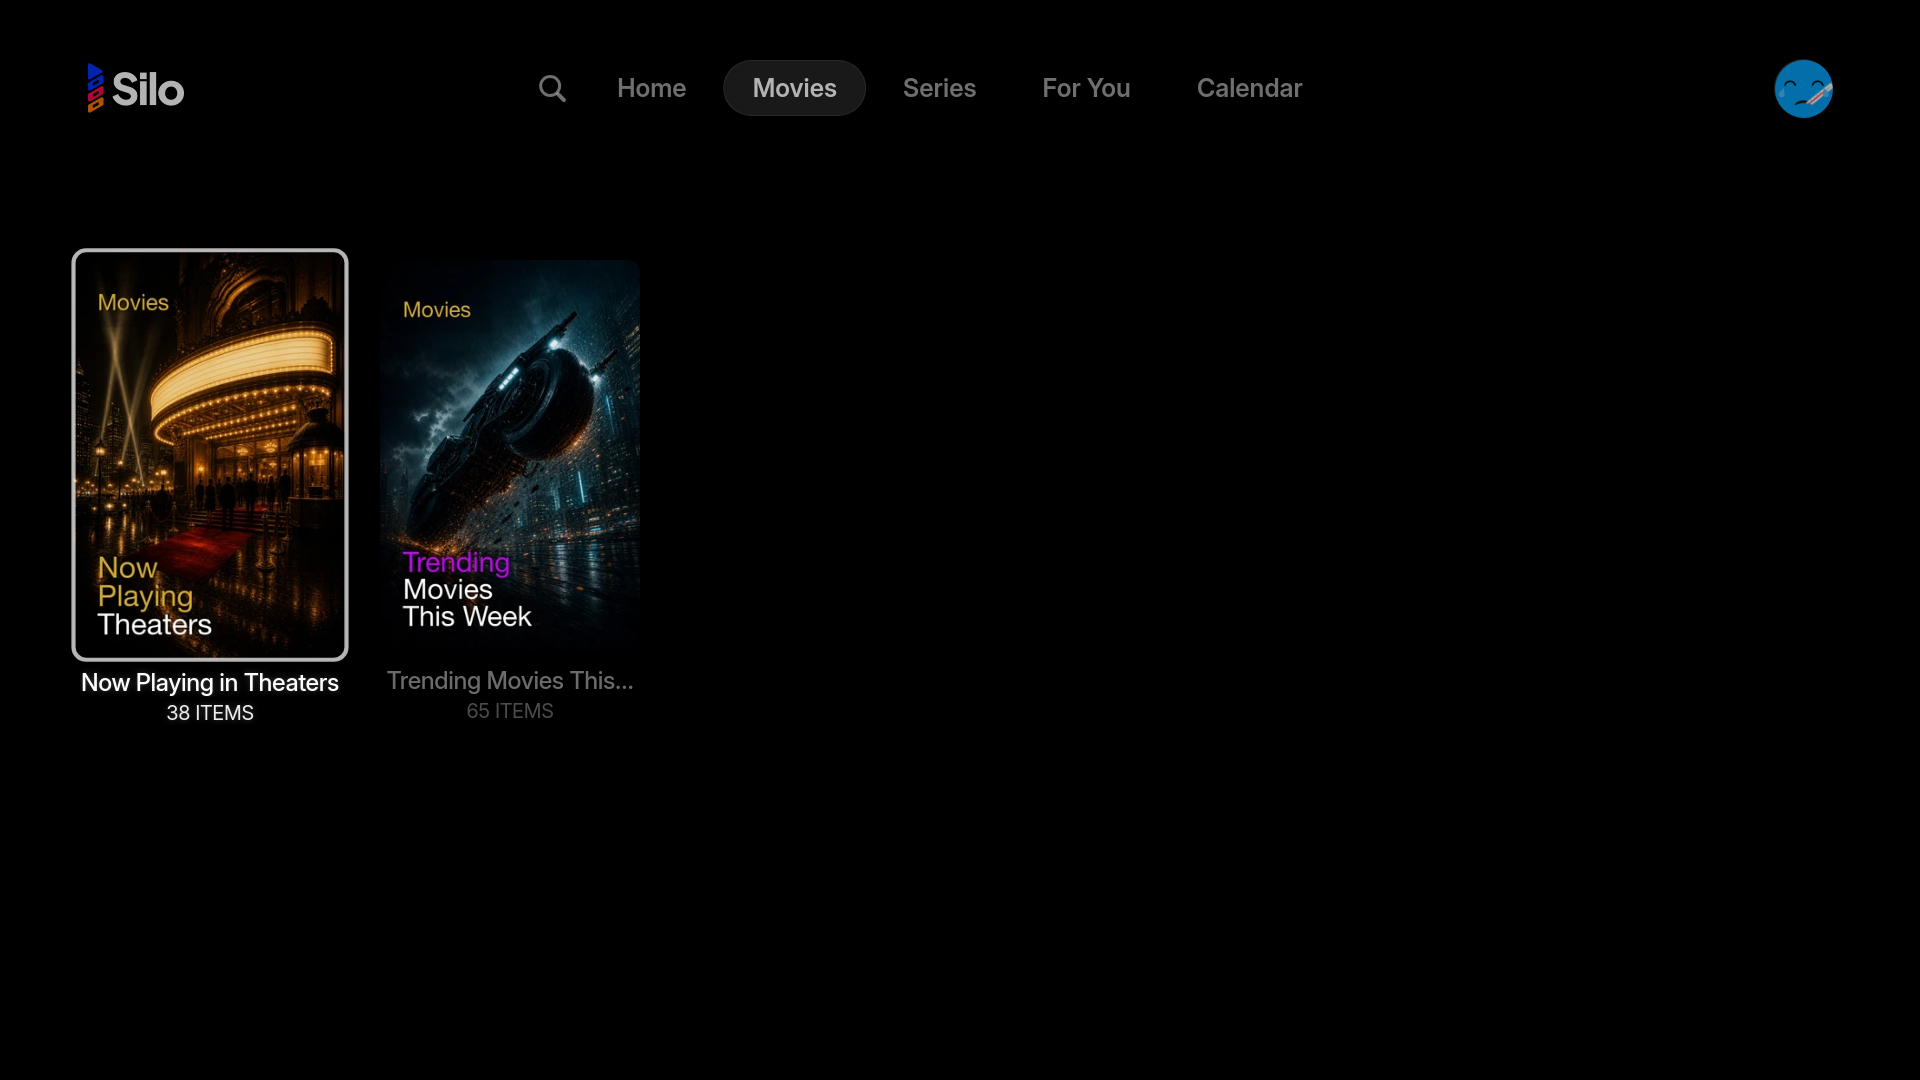 Silo
Home
Movies
Series
For You
Calendar
Movies
Now
Playing
Theaters
Now Playing in Theaters
38 ITEMS
Movies
Trending
Movies
This Week
Trending Movies This...
65 ITEMS